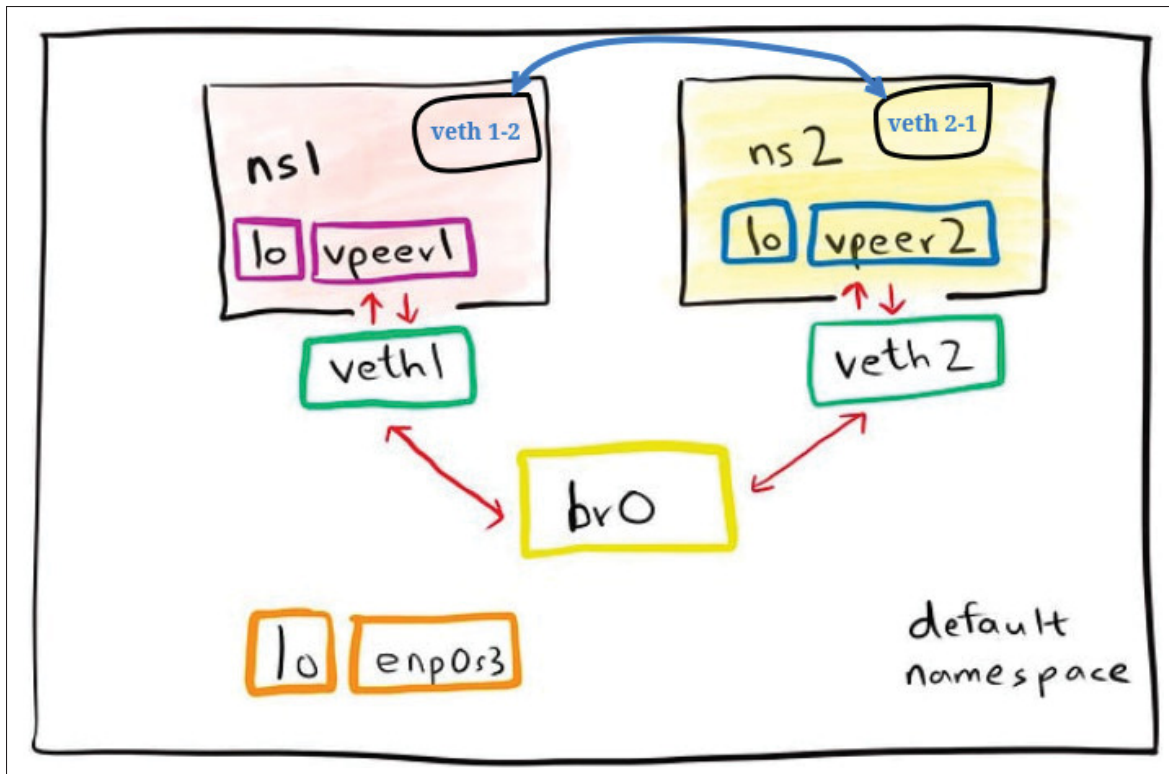 veth 1-2
veth 2-1
ns1
ns2
lo
vpeer1
lo
vpeer2
veth1
veth2
br0
lo
enp0s3
default
namespace